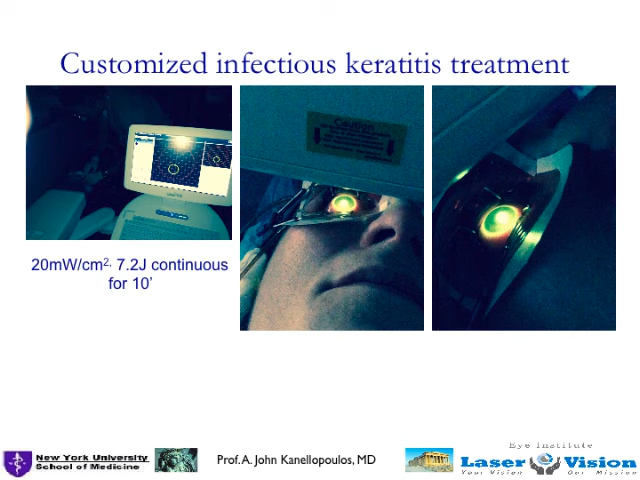 Customized infectious keratitis treatment
Caution
20mW/cm2, 7.2J continuous
for 10’
New York University
School of Medicine
Prof. A. John Kanellopoulos, MD
Eye Institute
Laser Vision
Your Vision Our Mission